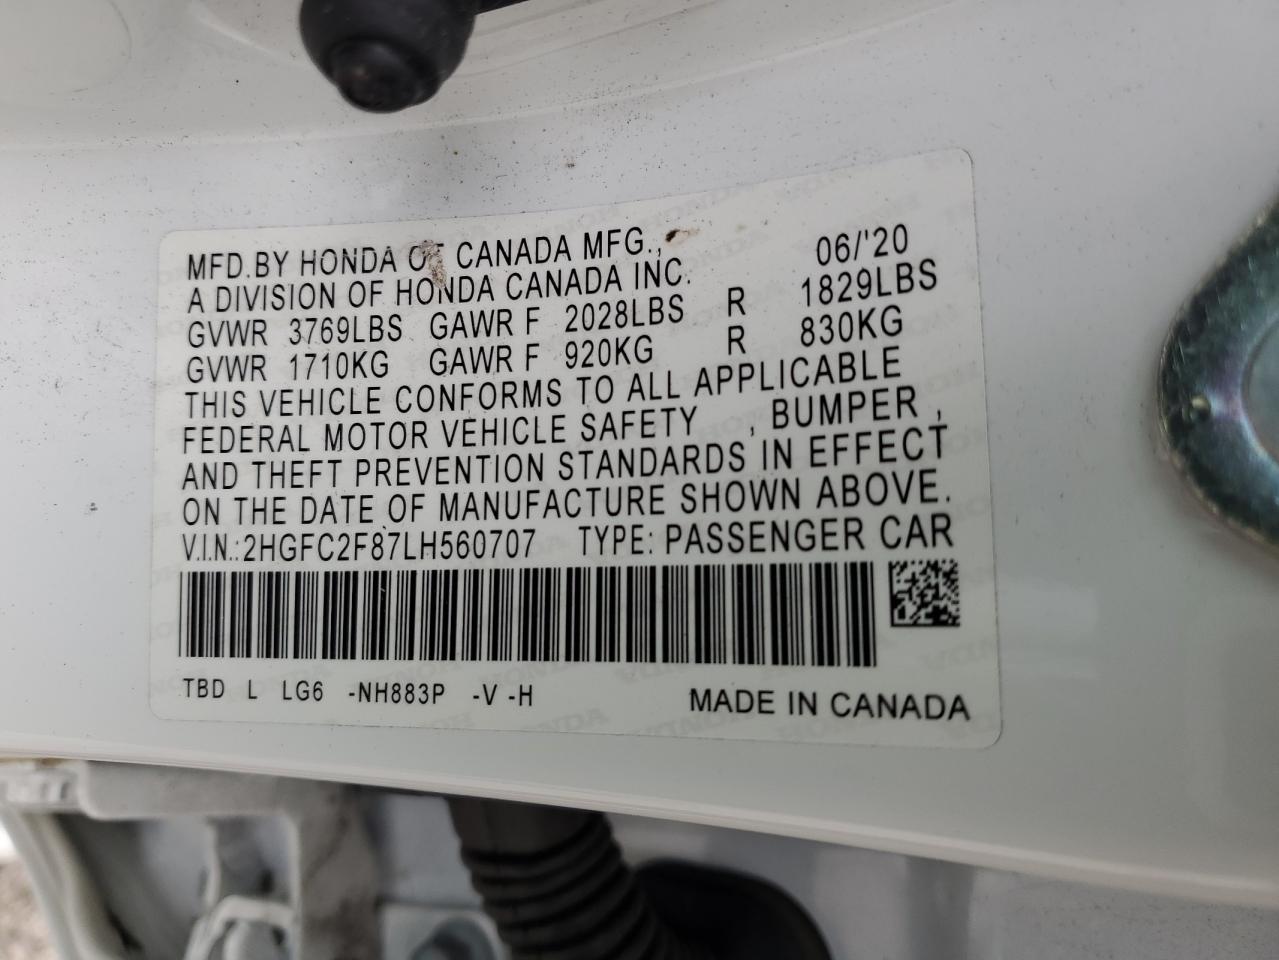 MFD.BY HONDA OF CANADA MFG., 06/'20
A DIVISION OF HONDA CANADA INC.
GVWR 3769LBS GAWR F 2028LBS R 1829LBS
GVWR 1710KG GAWR F 920KG R 830KG
THIS VEHICLE CONFORMS TO ALL APPLICABLE
FEDERAL MOTOR VEHICLE SAFETY , BUMPER ,
AND THEFT PREVENTION STANDARDS IN EFFECT
ON THE DATE OF MANUFACTURE SHOWN ABOVE.
V.I.N.:2HGFC2F87LH560707 TYPE: PASSENGER CAR
TBD L LG6 -NH883P -V -H MADE IN CANADA